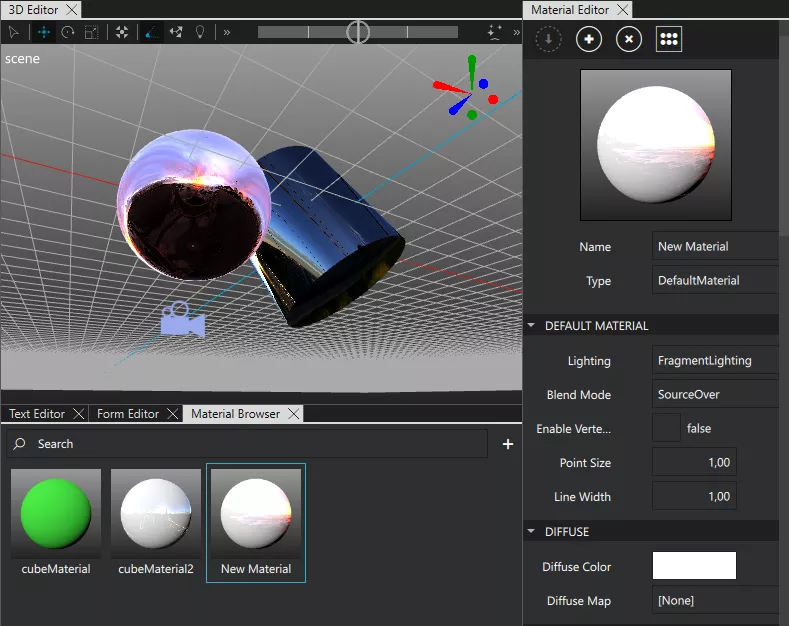 3D Editor
scene
Text Editor
Form Editor
Material Browser
Search
cubeMaterial
cubeMaterial2
New Material
Material Editor
Name
New Material
Type
DefaultMaterial
DEFAULT MATERIAL
Lighting
FragmentLighting
Blend Mode
SourceOver
Enable Verte...
false
Point Size
1,00
Line Width
1,00
DIFFUSE
Diffuse Color
Diffuse Map
[None]